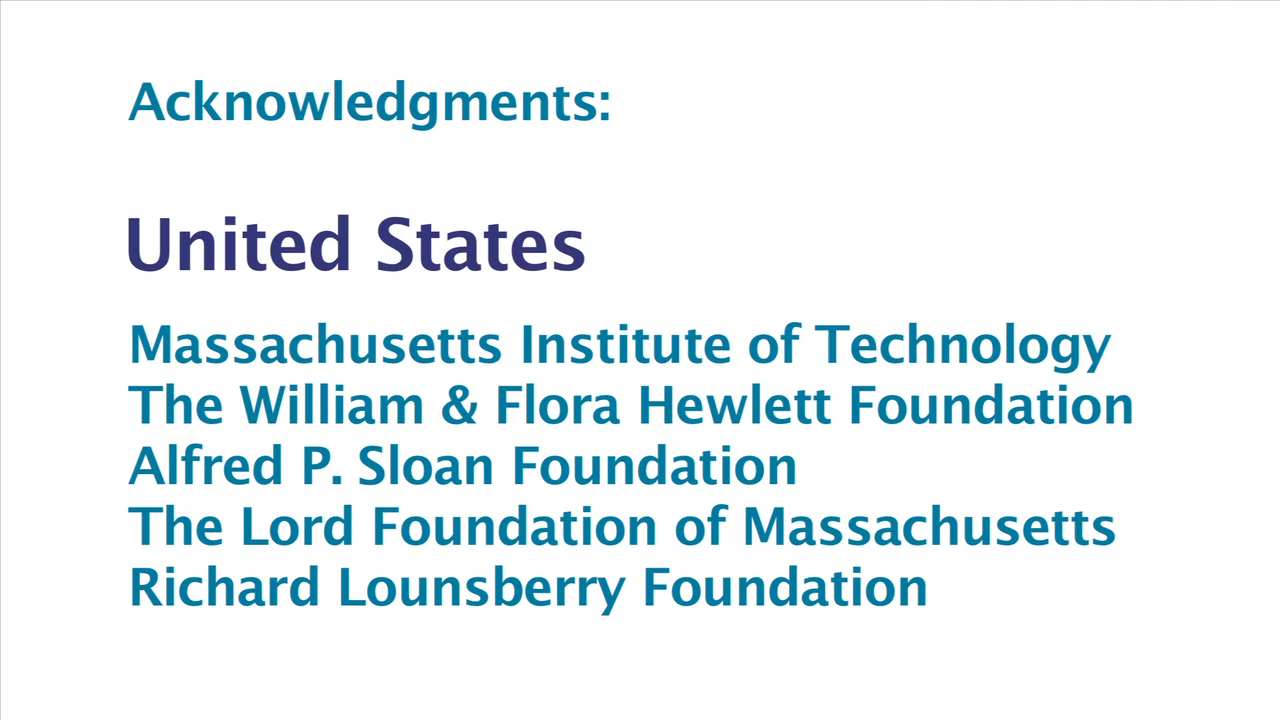 Acknowledgments:
United States
Massachusetts Institute of Technology
The William & Flora Hewlett Foundation
Alfred P. Sloan Foundation
The Lord Foundation of Massachusetts
Richard Lounsberry Foundation